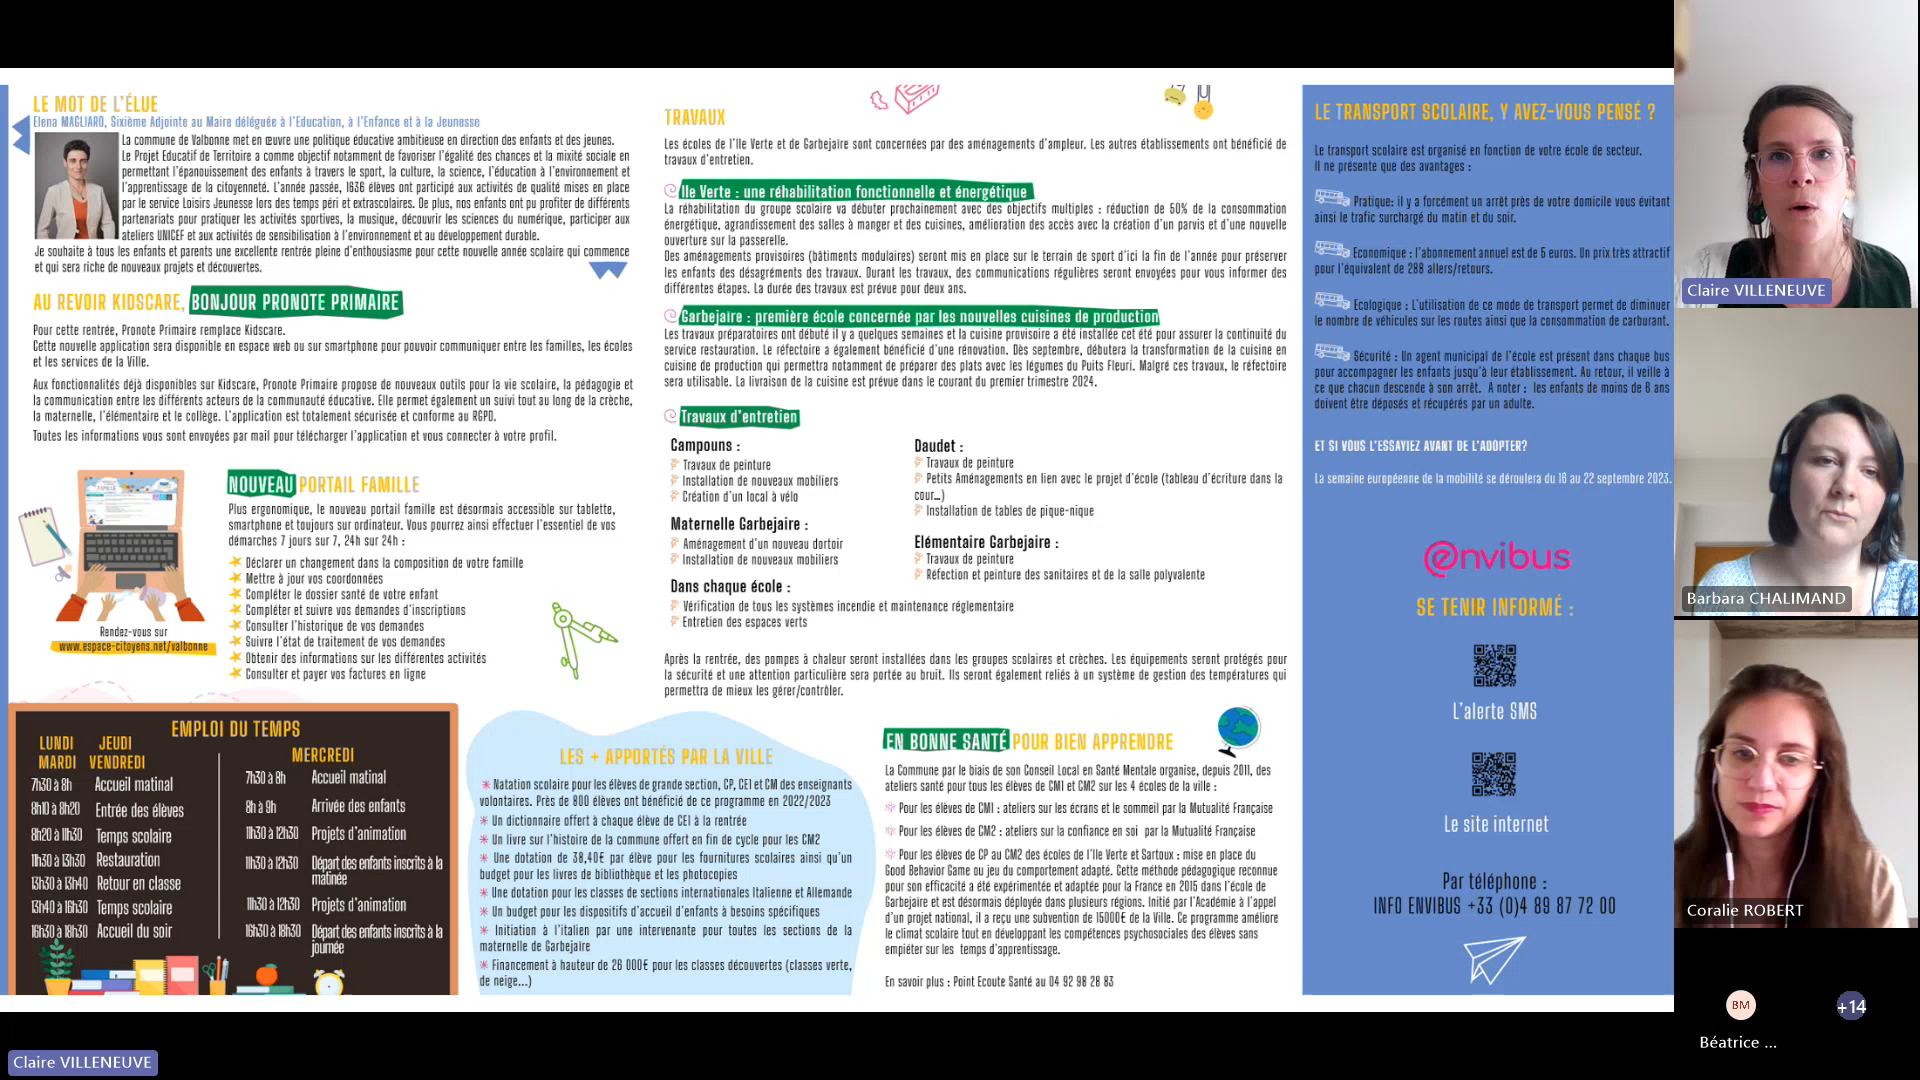 LE MOT DE L'ÉLUE
Elena MAGLIARO, Sixième Adjointe au Maire déléguée à l'Education, à l'Enfance et à la Jeunesse
La commune de Valbonne met en œuvre une politique éducative ambitieuse en direction des enfants et des jeunes.
Le Projet Educatif de Territoire a comme objectif notamment de favoriser l'égalité des chances et la mixité sociale en
permettant l'épanouissement des enfants à travers le sport, la culture, la science, l'éducation à l'environnement et
l'apprentissage de la citoyenneté. L'année passée, 1636 élèves ont participé aux activités de qualité mises en place
par le service Loisirs Jeunesse lors des temps péri et extrascolaires. De plus, nos enfants ont pu profiter de différents
partenariats pour pratiquer les activités sportives, la musique, découvrir les sciences du numérique, participer aux
ateliers UNICEF et aux activités de sensibilisation à l'environnement et au développement durable.
Je souhaite à tous les enfants et parents une excellente rentrée pleine d'enthousiasme pour cette nouvelle année scolaire qui commence
et qui sera riche de nouveaux projets et découvertes.
AU REVOIR KIDSCARE, BONJOUR PRONOTE PRIMAIRE
Pour cette rentrée, Pronote Primaire remplace Kidscare.
Cette nouvelle application sera disponible en espace web ou sur smartphone pour pouvoir communiquer entre les familles, les écoles
et les services de la Ville.
Aux fonctionnalités déjà disponibles sur Kidscare, Pronote Primaire propose de nouveaux outils pour la vie scolaire, la pédagogie et
la communication entre les différents acteurs de la communauté éducative. Elle permet également un suivi tout au long de la crèche,
la maternelle, l'élémentaire et le collège. L'application est totalement sécurisée et conforme au RGPD.
Toutes les informations vous sont envoyées par mail pour télécharger l'application et vous connecter à votre profil.
NOUVEAU PORTAIL FAMILLE
Plus ergonomique, le nouveau portail famille est désormais accessible sur tablette,
smartphone et toujours sur ordinateur. Vous pourrez ainsi effectuer l'essentiel de vos
démarches 7 jours sur 7, 24h sur 24h :
Déclarer un changement dans la composition de votre famille
Mettre à jour vos coordonnées
Compléter le dossier santé de votre enfant
Compléter et suivre vos demandes d'inscriptions
Consulter l'historique de vos demandes
Suivre l'état de traitement de vos demandes
Obtenir des informations sur les différentes activités
Consulter et payer vos factures en ligne
Rendez-vous sur
www.espace-citoyens.net/valbonne
EMPLOI DU TEMPS
LUNDI JEUDI
MARDI VENDREDI
7h30 à 8h Accueil matinal
8h10 à 8h20 Entrée des élèves
8h20 à 11h30 Temps scolaire
11h30 à 13h30 Restauration
13h30 à 13h40 Retour en classe
13h40 à 16h30 Temps scolaire
16h30 à 18h30 Accueil du soir
MERCREDI
7h30 à 8h Accueil matinal
8h à 9h Arrivée des enfants
11h30 à 12h30 Projets d'animation
11h30 à 12h30 Départ des enfants inscrits à la
matinée
11h30 à 12h30 Projets d'animation
16h30 à 18h30 Départ des enfants inscrits à la
journée
TRAVAUX
Les écoles de l'Ile Verte et de Garbejaire sont concernées par des aménagements d'ampleur. Les autres établissements ont bénéficié de
travaux d'entretien.
Ile Verte : une réhabilitation fonctionnelle et énergétique
La réhabilitation du groupe scolaire va débuter prochainement avec des objectifs multiples : réduction de 50% de la consommation
énergétique, agrandissement des salles à manger et des cuisines, amélioration des accès avec la création d'un parvis et d'une nouvelle
ouverture sur la passerelle.
Des aménagements provisoires (bâtiments modulaires) seront mis en place sur le terrain de sport d'ici la fin de l'année pour préserver
les enfants des désagréments des travaux. Durant les travaux, des communications régulières seront envoyées pour vous informer des
différentes étapes. La durée des travaux est prévue pour deux ans.
Garbejaire : première école concernée par les nouvelles cuisines de production
Les travaux préparatoires ont débuté il y a quelques semaines et la cuisine provisoire a été installée cet été pour assurer la continuité du
service restauration. Le réfectoire a également bénéficié d'une rénovation. Dès septembre, débutera la transformation de la cuisine en
cuisine de production qui permettra notamment de préparer des plats avec les légumes du Puits Fleuri. Malgré ces travaux, le réfectoire
sera utilisable. La livraison de la cuisine est prévue dans le courant du premier trimestre 2024.
Travaux d'entretien
Campouns :
Travaux de peinture
Installation de nouveaux mobiliers
Création d'un local à vélo
Maternelle Garbejaire :
Aménagement d'un nouveau dortoir
Installation de nouveaux mobiliers
Dans chaque école :
Vérification de tous les systèmes incendie et maintenance réglementaire
Entretien des espaces verts
Daudet :
Travaux de peinture
Petits Aménagements en lien avec le projet d'école (tableau d'écriture dans la
cour...)
Installation de tables de pique-nique
Elémentaire Garbejaire :
Travaux de peinture
Réfection et peinture des sanitaires et de la salle polyvalente
Après la rentrée, des pompes à chaleur seront installées dans les groupes scolaires et crèches. Les équipements seront protégés pour
la sécurité et une attention particulière sera portée au bruit. Ils seront également reliés à un système de gestion des températures qui
permettra de mieux les gérer/contrôler.
LES + APPORTÉS PAR LA VILLE
Natation scolaire pour les élèves de grande section, CP, CE1 et CM des enseignants
volontaires. Près de 800 élèves ont bénéficié de ce programme en 2022/2023
Un dictionnaire offert à chaque élève de CE1 à la rentrée
Un livre sur l'histoire de la commune offert en fin de cycle pour les CM2
Une dotation de 38,40€ par élève pour les fournitures scolaires ainsi qu'un
budget pour les livres de bibliothèque et les photocopies
Une dotation pour les classes de sections internationales Italienne et Allemande
Un budget pour les dispositifs d'accueil d'enfants à besoins spécifiques
Initiation à l'italien par une intervenante pour toutes les sections de la
maternelle de Garbejaire
Financement à hauteur de 26 000€ pour les classes découvertes (classes verte,
de neige...)
EN BONNE SANTÉ POUR BIEN APPRENDRE
La Commune par le biais de son Conseil Local en Santé Mentale organise, depuis 2011, des
ateliers santé pour tous les élèves de CM1 et CM2 sur les 4 écoles de la ville :
Pour les élèves de CM1 : ateliers sur les écrans et le sommeil par la Mutualité Française
Pour les élèves de CM2 : ateliers sur la confiance en soi par la Mutualité Française
Pour les élèves de CP au CM2 des écoles de l'Ile Verte et Sartoux : mise en place du
Good Behavior Game ou jeu du comportement adapté. Cette méthode pédagogique reconnue
pour son efficacité a été expérimentée et adaptée pour la France en 2015 dans l'école de
Garbejaire et est désormais déployée dans plusieurs régions. Initié par l'Académie à l'appel
d'un projet national, il a reçu une subvention de 15000€ de la Ville. Ce programme améliore
le climat scolaire tout en développant les compétences psychosociales des élèves sans
empiéter sur les temps d'apprentissage.
En savoir plus : Point Ecoute Santé au 04 92 98 28 83
LE TRANSPORT SCOLAIRE, Y AVEZ-VOUS PENSÉ ?
Le transport scolaire est organisé en fonction de votre école de secteur.
Il ne présente que des avantages :
Pratique: il y a forcément un arrêt près de votre domicile vous évitant
ainsi le trafic surchargé du matin et du soir.
Economique : l'abonnement annuel est de 5 euros. Un prix très attractif
pour l'équivalent de 288 allers/retours.
Ecologique : L'utilisation de ce mode de transport permet de diminuer
le nombre de véhicules sur les routes ainsi que la consommation de carburant.
Sécurité : Un agent municipal de l'école est présent dans chaque bus
pour accompagner les enfants jusqu'à leur établissement. Au retour, il veille à
ce que chacun descende à son arrêt. A noter : les enfants de moins de 6 ans
doivent être déposés et récupérés par un adulte.
ET SI VOUS L'ESSAYIEZ AVANT DE L'ADOPTER?
La semaine européenne de la mobilité se déroulera du 16 au 22 septembre 2023.
envibus
SE TENIR INFORMÉ :
L'alerte SMS
Le site internet
Par téléphone :
INFO ENVIBUS +33 (0)4 89 87 72 00
Claire VILLENEUVE
Barbara CHALIMAND
Coralie ROBERT
BM
+14
Béatrice ...
Claire VILLENEUVE